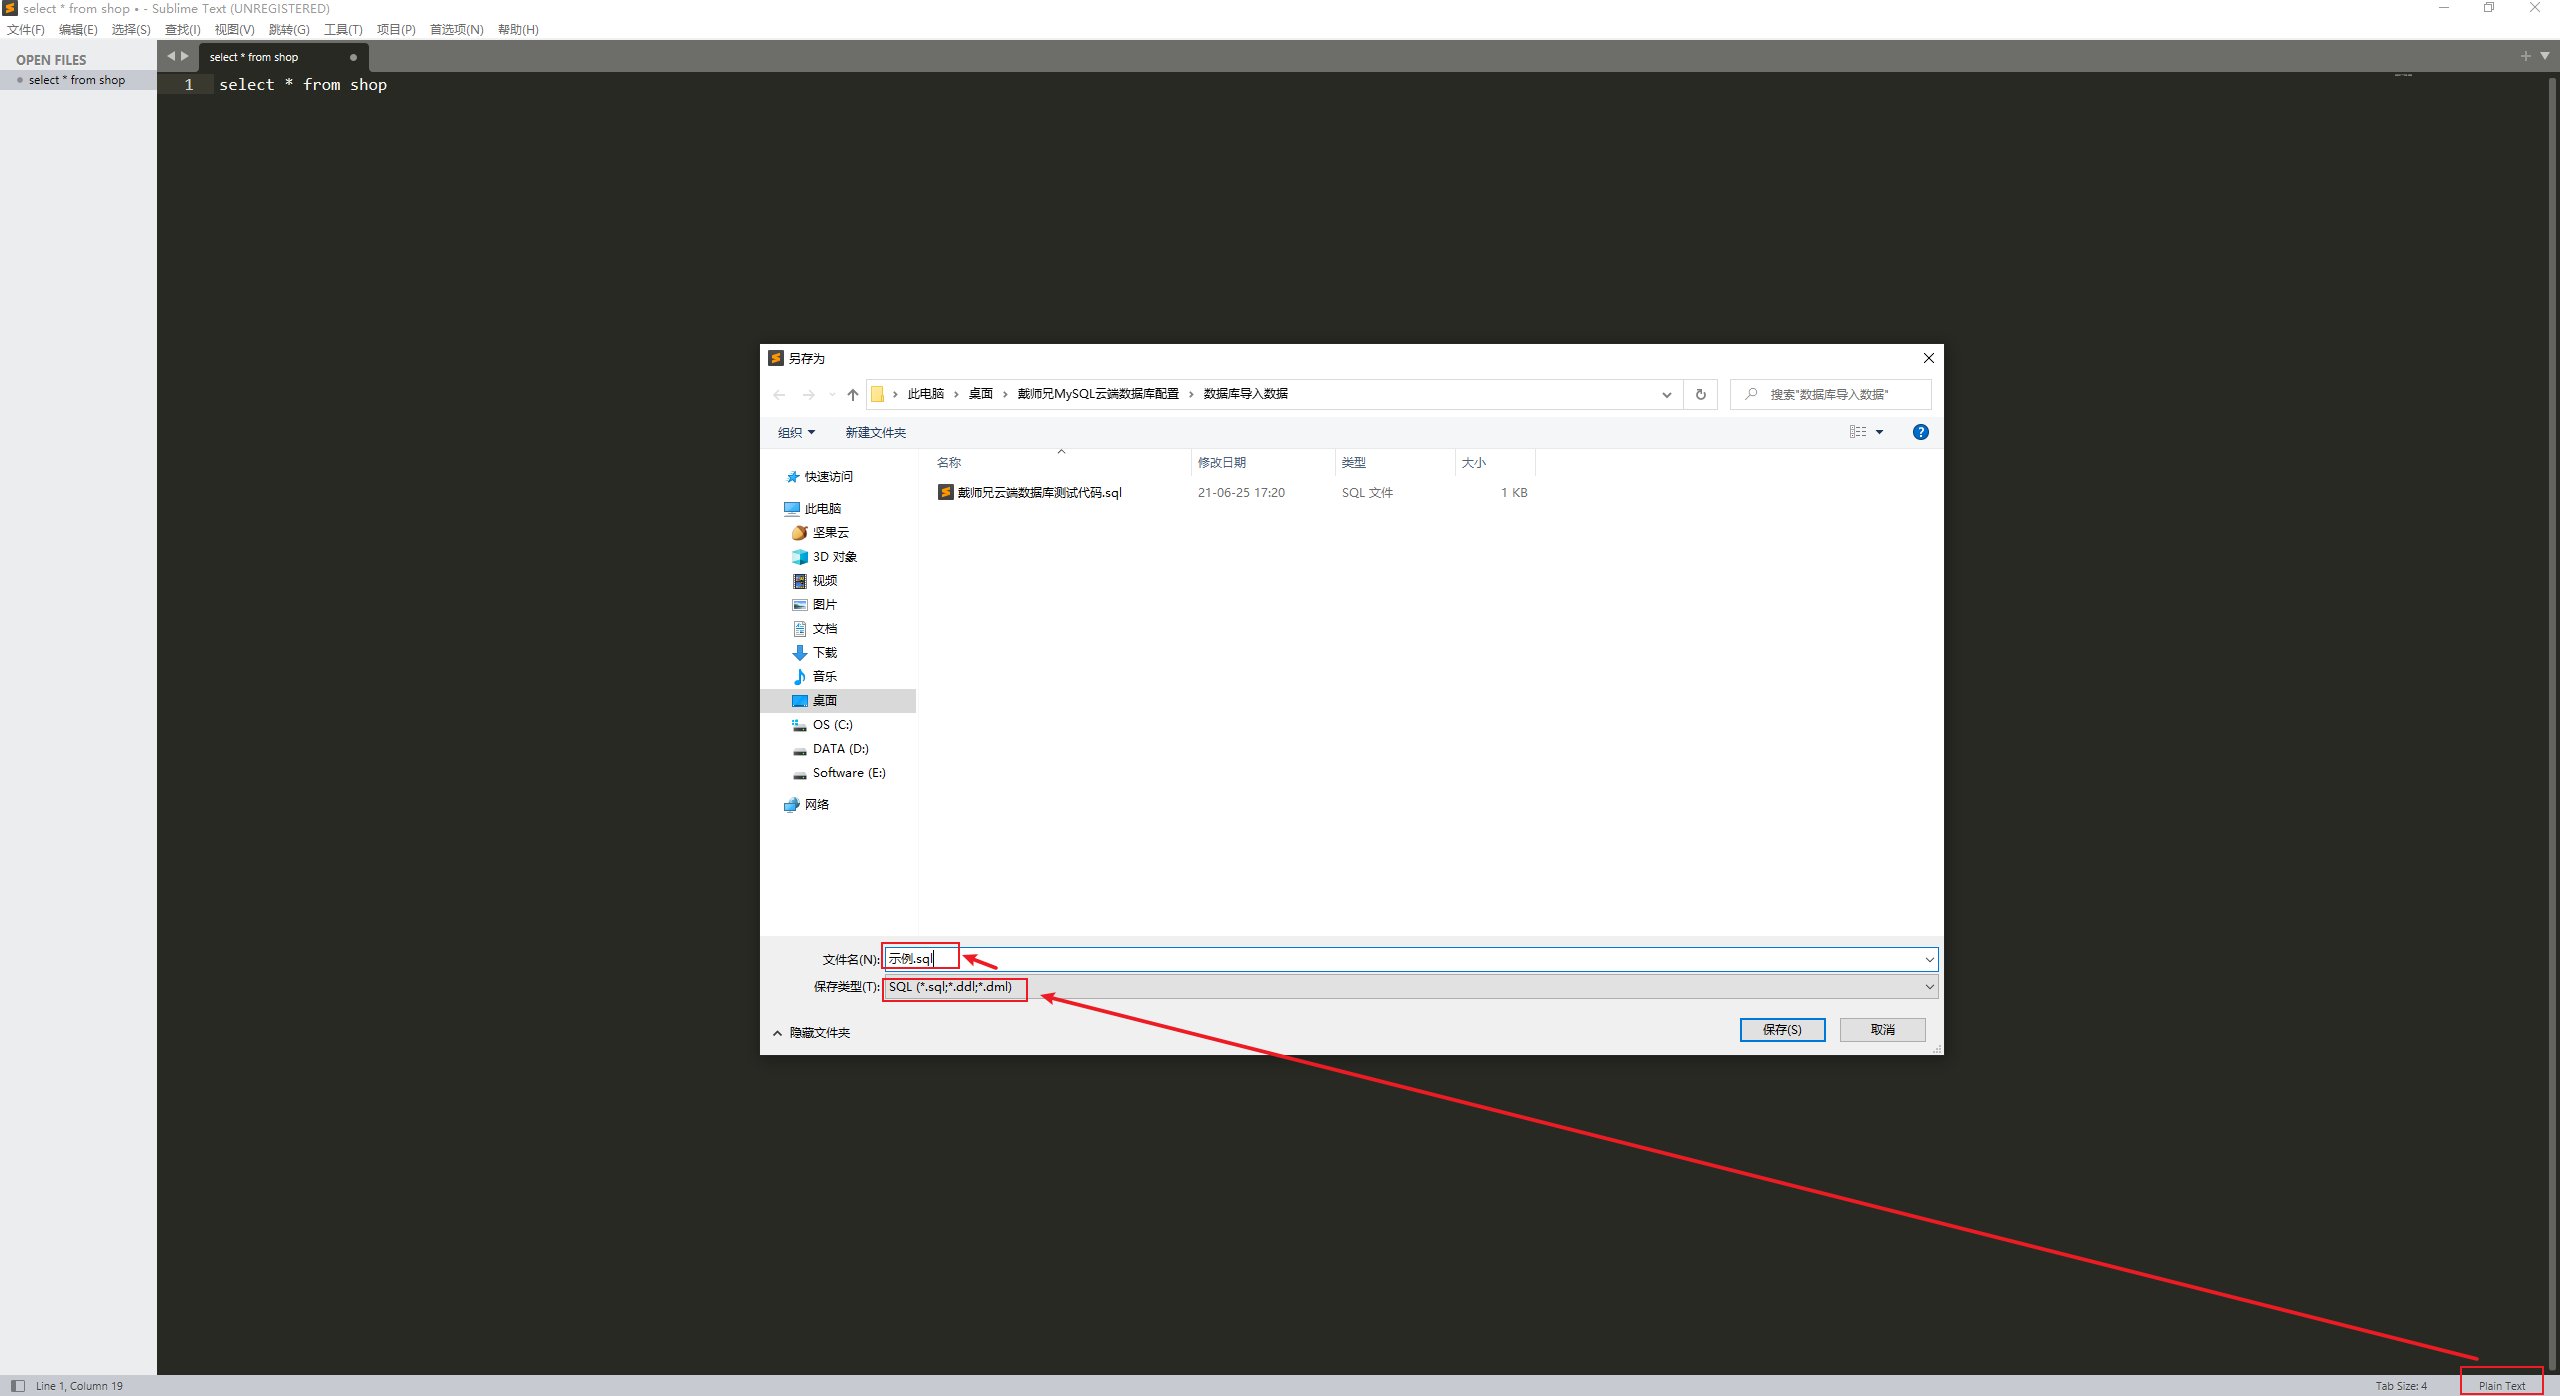 select * from shop • - Sublime Text (UNREGISTERED)
文件(F) 编辑(E) 选择(S) 查找(I) 视图(V) 跳转(G) 工具(T) 项目(P) 首选项(N) 帮助(H)
OPEN FILES
select * from shop
select * from shop
1 select * from shop
另存为
此电脑 › 桌面 › 戴师兄MySQL云端数据库配置 › 数据库导入数据
搜索"数据库导入数据"
组织 新建文件夹
名称 修改日期 类型 大小
戴师兄云端数据库测试代码.sql 21-06-25 17:20 SQL 文件 1 KB
快速访问
此电脑
坚果云
3D 对象
视频
图片
文档
下载
音乐
桌面
OS (C:)
DATA (D:)
Software (E:)
网络
文件名(N): 示例.sql
保存类型(T): SQL (*.sql;*.ddl;*.dml)
隐藏文件夹
保存(S) 取消
Line 1, Column 19
Tab Size: 4
Plain Text